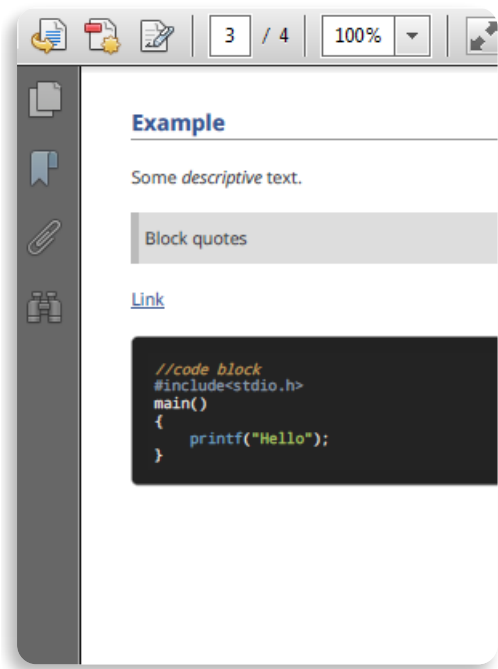 3 / 4 100%
Example
Some descriptive text.
Block quotes
Link
//code block
#include<stdio.h>
main()
{
    printf("Hello");
}